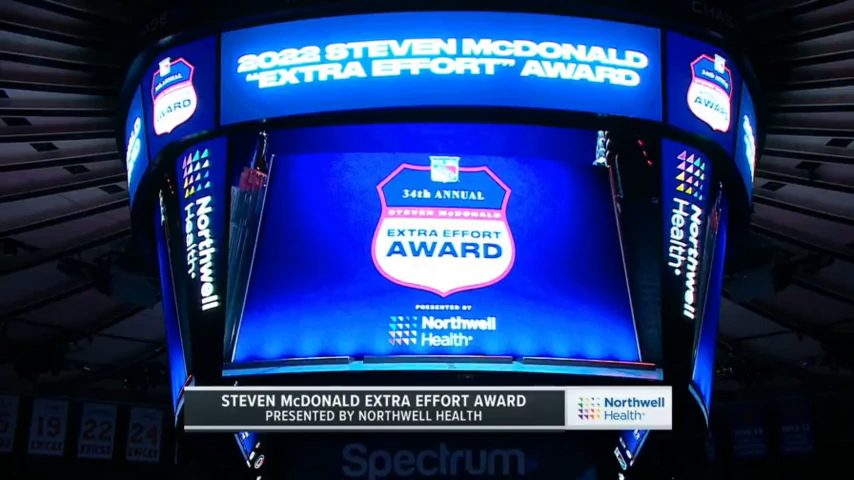 2022 STEVEN MCDONALD
"EXTRA EFFORT" AWARD
AWARD
AWARD
34th ANNUAL
STEVEN McDONALD
EXTRA EFFORT
AWARD
PRESENTED BY
Northwell
Health
Northwell
Health
Northwell
Health
STEVEN McDONALD EXTRA EFFORT AWARD
PRESENTED BY NORTHWELL HEALTH
Northwell
Health
19
22
24
Spectrum